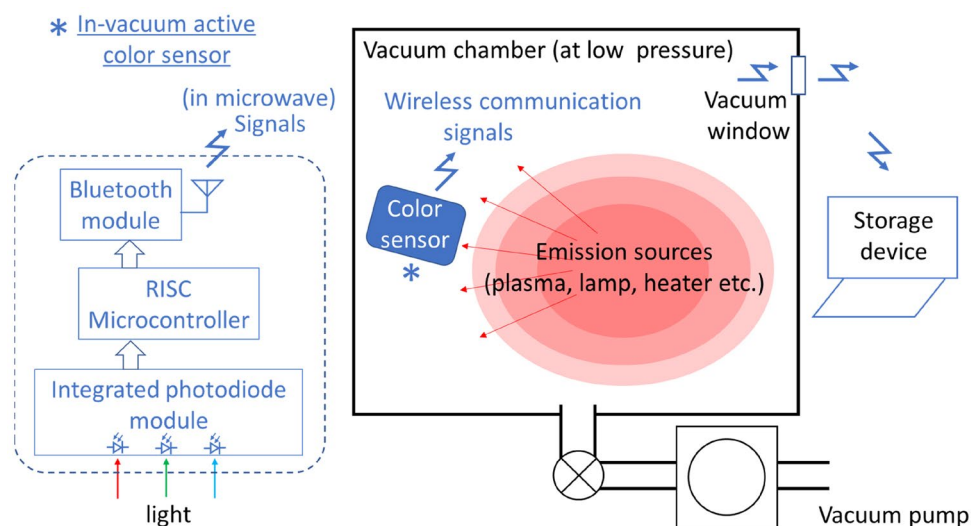 * In-vacuum active
color sensor
(in microwave)
Signals
Bluetooth
module
RISC
Microcontroller
Integrated photodiode
module
light
Vacuum chamber (at low pressure)
Wireless communication
signals
Vacuum
window
Color
sensor
*
Emission sources
(plasma, lamp, heater etc.)
Storage
device
Vacuum pump